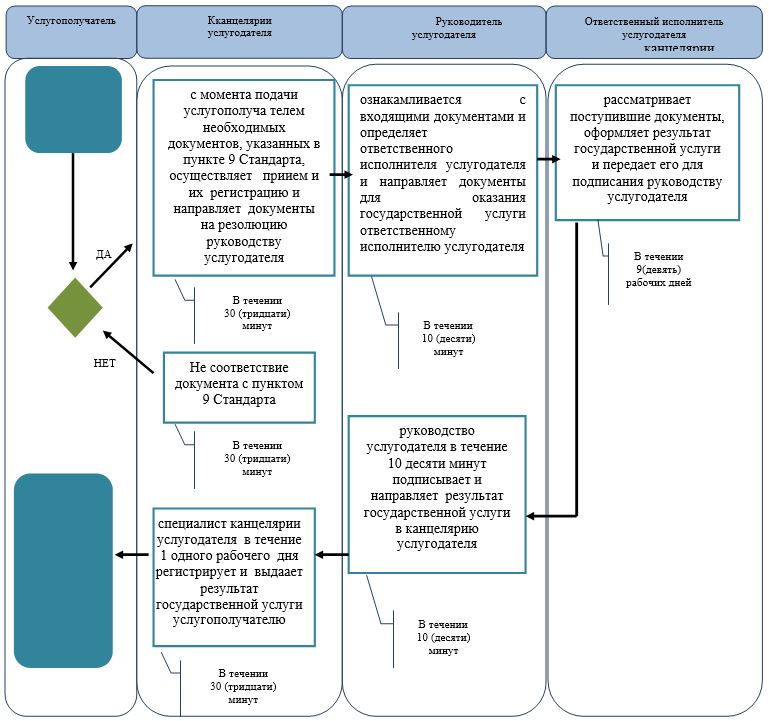 Услугополучатель
Кканцелярии
услугодателя
Руководитель
услугодателя
Ответственный исполнитель
услугодателя
канцелярии
с момента подачи
услугополуча телем
необходимых
документов, указанных в
пункте 9 Стандарта,
осуществляет прием и
их регистрацию и
направляет документы
на резолюцию
руководству
услугодателя
В течении
30 (тридцати)
минут
ознакамливается с
входящими документами и
определяет
ответственного
исполнителя услугодателя
и направляет документы
для оказания
государственной услуги
ответственному
исполнителю услугодателя
В течении
10 (десяти)
минут
рассматривает
поступившие документы,
оформляет результат
государственной услуги
и передает его для
подписания руководству
услугодателя
В течении
9(девять)
рабочих дней
ДА
НЕТ
Не соответствие
документа с пунктом
9 Стандарта
В течении
30 (тридцати)
минут
руководство
услугодателя в течение
10 десяти минут
подписывает и
направляет результат
государственной услуги
в канцелярию
услугодателя
В течении
10 (десяти)
минут
специалист канцелярии
услугодателя в течение
1 одного рабочего дня
регистрирует и выдаает
результат
государственной услуги
услугополучателю
В течении
30 (тридцати)
минут